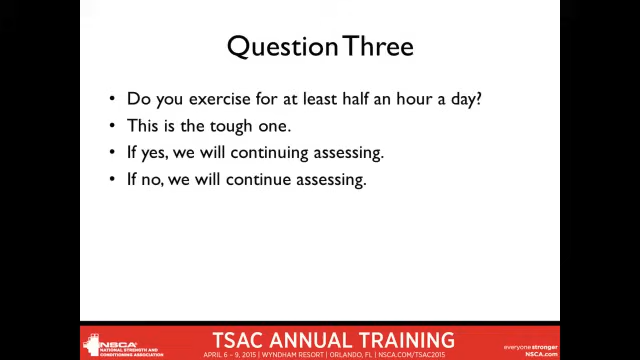 Question Three
• Do you exercise for at least half an hour a day?
• This is the tough one.
• If yes, we will continuing assessing.
• If no, we will continue assessing.
NSCA
NATIONAL STRENGTH AND
CONDITIONING ASSOCIATION
TSAC ANNUAL TRAINING
APRIL 6 – 9, 2015 | WYNDHAM RESORT | ORLANDO, FL | NSCA.COM/TSAC2015
everyone stronger
NSCA.com